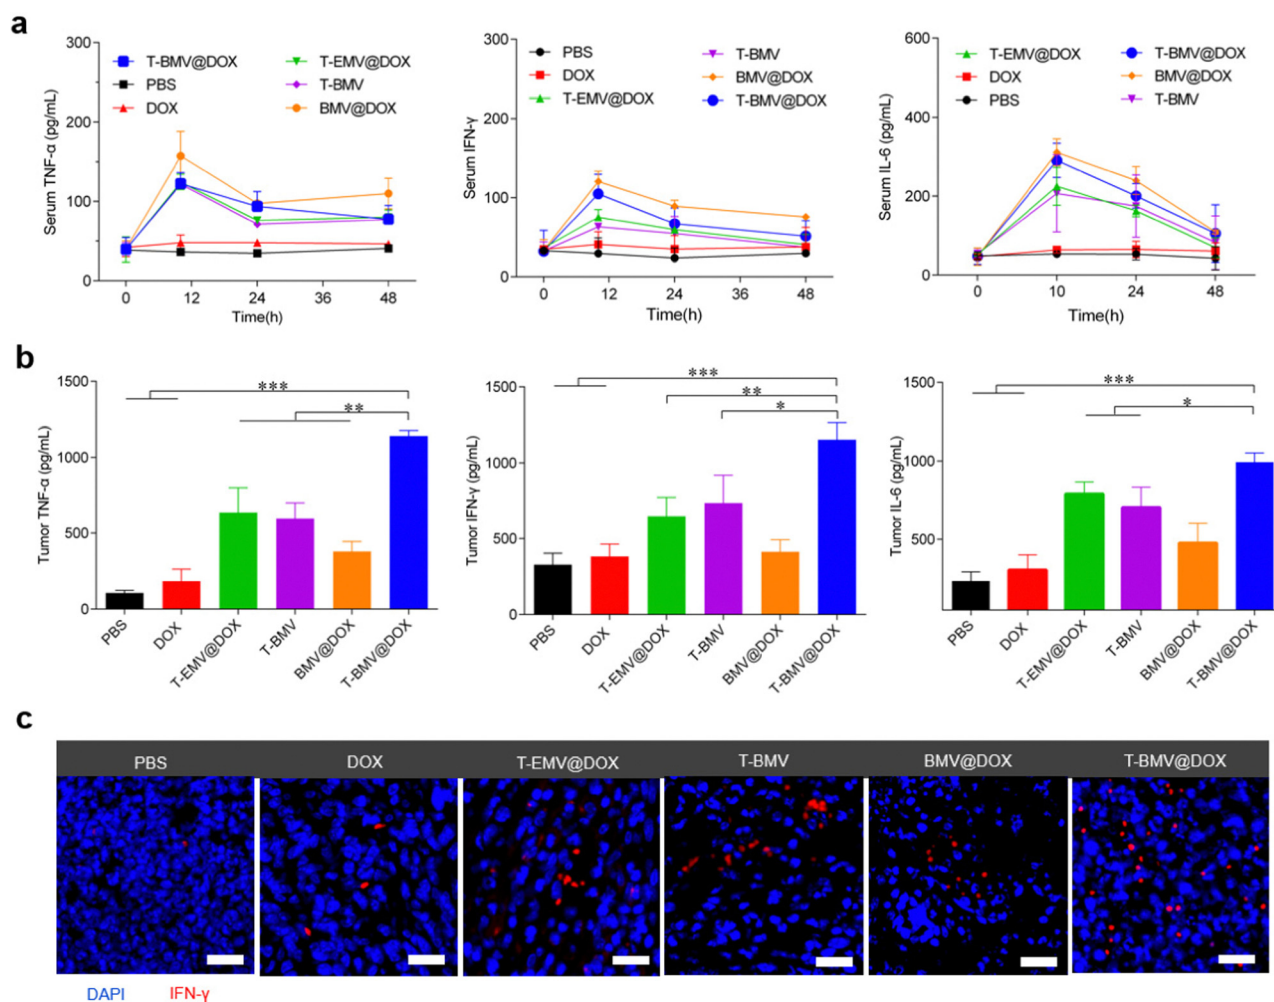 a
300
200
100
0
Serum TNF-α (pg/mL)
T-BMV@DOX
PBS
DOX
T-EMV@DOX
T-BMV
BMV@DOX
0 12 24 36 48
Time(h)
300
200
100
0
Serum IFN-γ
PBS
DOX
T-EMV@DOX
T-BMV
BMV@DOX
T-BMV@DOX
0 12 24 36 48
Time(h)
600
400
200
0
Serum IL-6 (pg/mL)
T-EMV@DOX
DOX
PBS
T-BMV@DOX
BMV@DOX
T-BMV
0 10 24 48
Time(h)
b
1500
1000
500
0
Tumor TNF-α (pg/mL)
***
**
PBS
DOX
T-EMV@DOX
T-BMV
BMV@DOX
T-BMV@DOX
1500
1000
500
0
Tumor IFN-γ (pg/mL)
***
**
*
PBS
DOX
T-EMV@DOX
T-BMV
BMV@DOX
T-BMV@DOX
1500
1000
500
Tumor IL-6 (pg/mL)
***
*
PBS
DOX
T-EMV@DOX
T-BMV
BMV@DOX
T-BMV@DOX
c
PBS DOX T-EMV@DOX T-BMV BMV@DOX T-BMV@DOX
DAPI IFN-γ